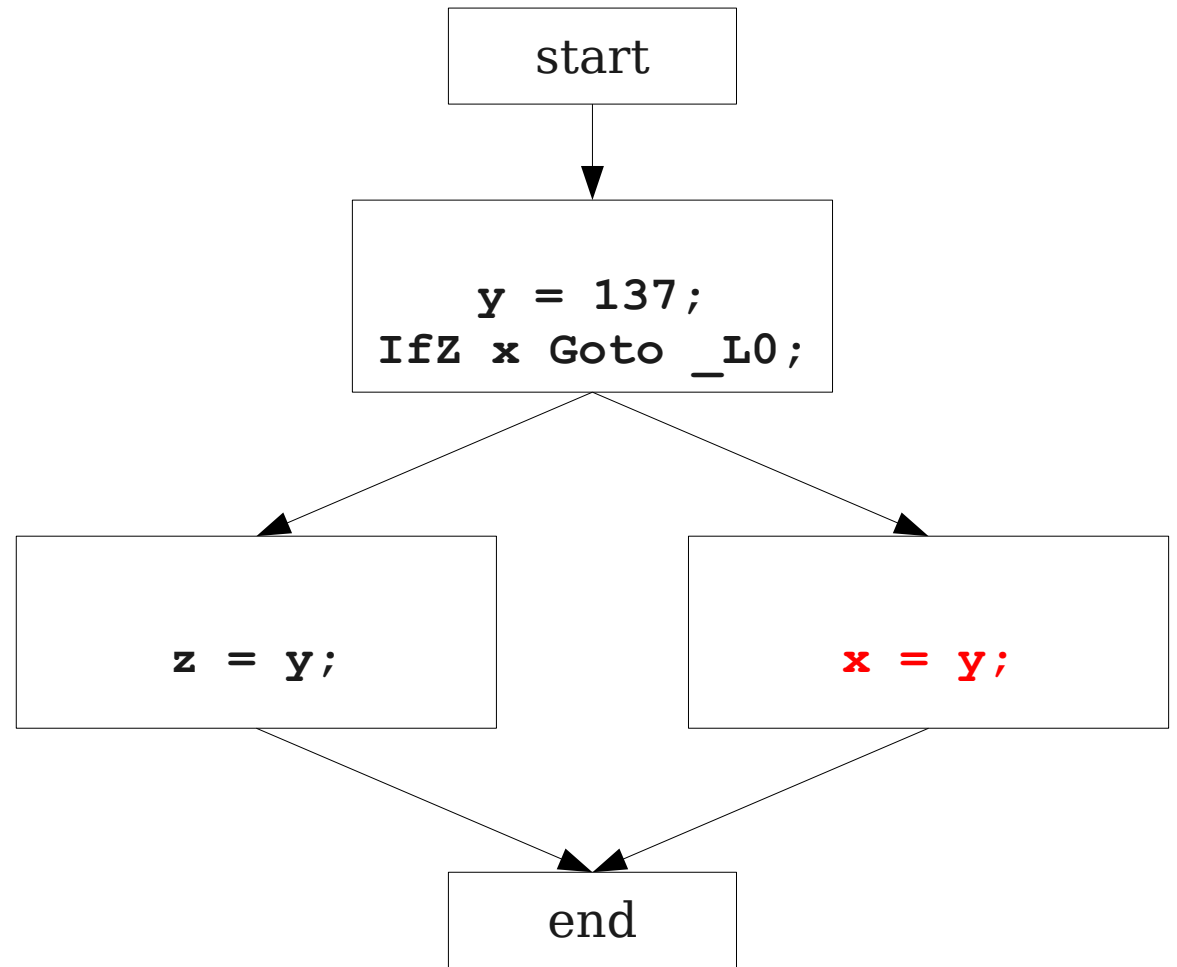 start
y = 137;
IfZ x Goto _L0;
z = y;
x = y;
end